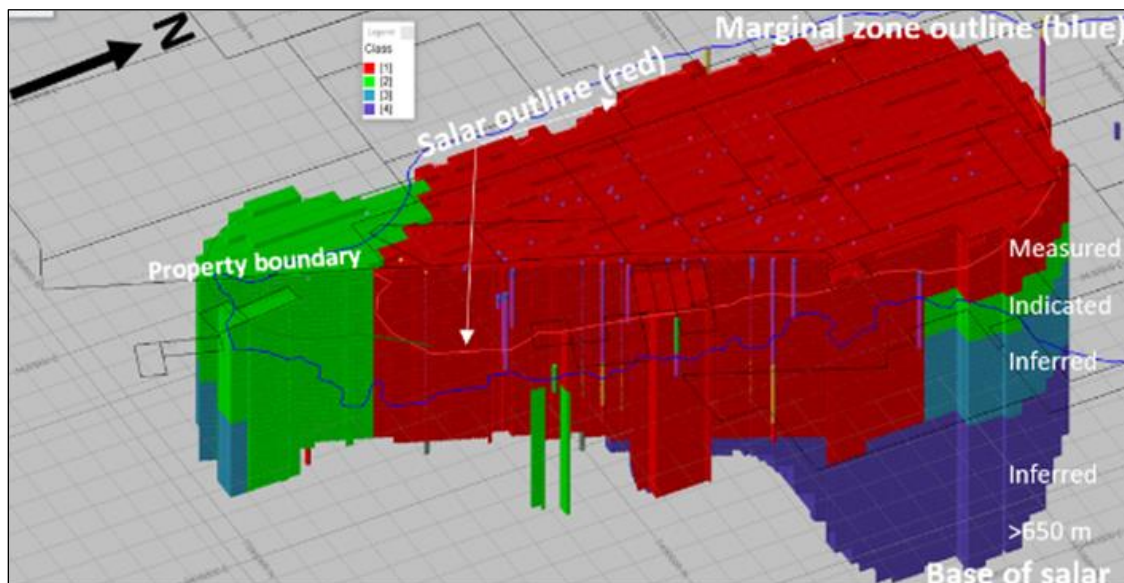 N
Legend
Class
[1]
[2]
[3]
[4]
Marginal zone outline (blue)
Salar outline (red)
Property boundary
Measured
Indicated
Inferred
Inferred
>650 m
Base of salar